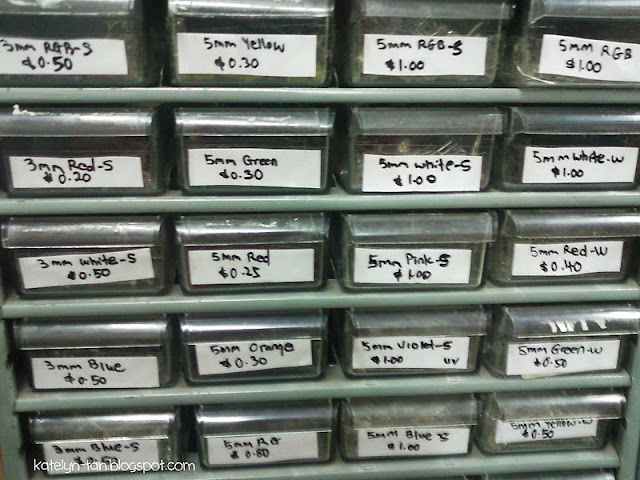 3mm RGB-S
$0.50
5mm Yellow
$0.30
5mm RGB-S
$1.00
5mm RGB
$1.00
3mm Red-S
$0.20
5mm Green
$0.30
5mm white-S
$1.00
5mm white-W
$1.00
3mm white-S
$0.50
5mm Red
$0.25
5mm Pink-S
$1.00
5mm Red-W
$0.40
3mm Blue
$0.50
5mm Orange
$0.30
5mm Violet-S
$1.00 UV
5mm Green-W
$0.50
3mm Blue-S
$0.50
5mm RG
$0.80
5mm Blue-S
$1.00
5mm Yellow-W
$0.50
katelyn-tan.blogspot.com